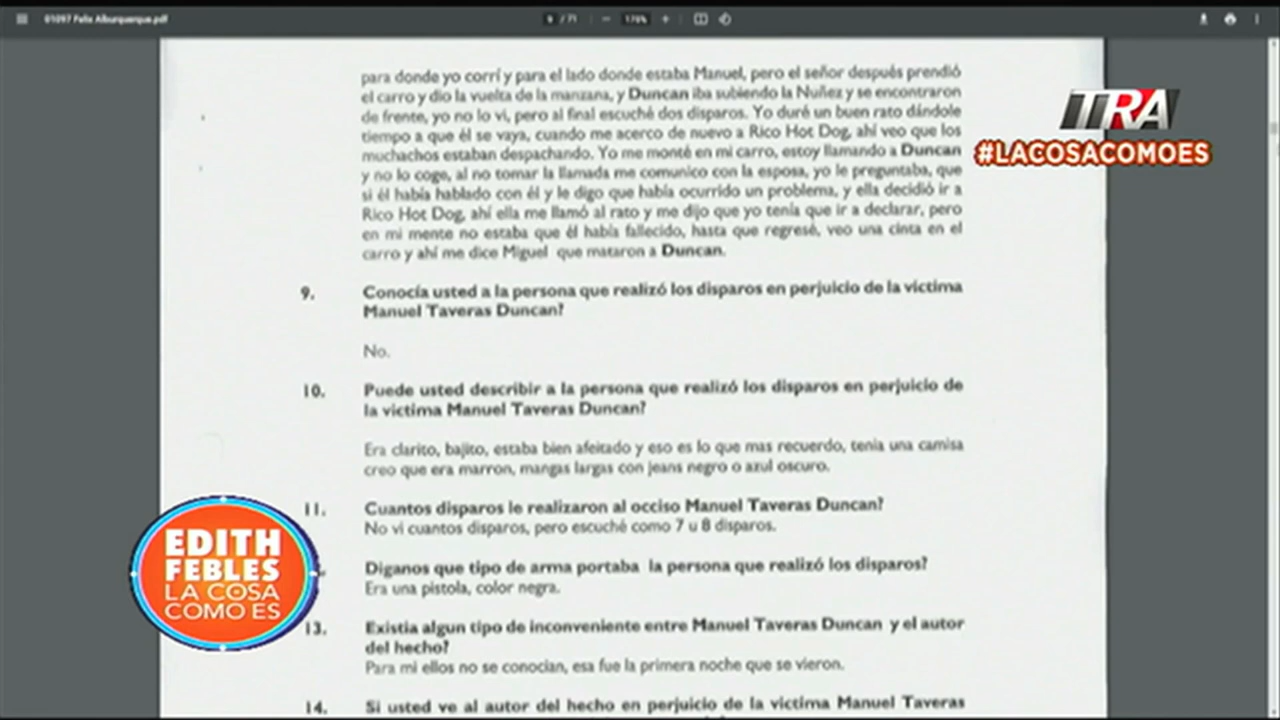 01097 Felix Alburquerque.pdf
9 / 71
176%
para donde yo corrí y para el lado donde estaba Manuel, pero el señor después prendió
el carro y dio la vuelta de la manzana, y Duncan iba subiendo la Nuñez y se encontraron
de frente, yo no lo vi, pero al final escuché dos disparos. Yo duré un buen rato dándole
tiempo a que él se vaya, cuando me acerco de nuevo a Rico Hot Dog, ahí veo que los
muchachos estaban despachando. Yo me monté en mi carro, estoy llamando a Duncan
y no lo coge, al no tomar la llamada me comunico con la esposa, yo le preguntaba, que
si él había hablado con él y le digo que había ocurrido un problema, y ella decidió ir a
Rico Hot Dog, ahí ella me llamó al rato y me dijo que yo tenía que ir a declarar, pero
en mi mente no estaba que él había fallecido, hasta que regresé, veo una cinta en el
carro y ahí me dice Miguel que mataron a Duncan.
9. Conocía usted a la persona que realizó los disparos en perjuicio de la víctima
Manuel Taveras Duncan?
No.
10. Puede usted describir a la persona que realizó los disparos en perjuicio de
la victima Manuel Taveras Duncan?
Era clarito, bajito, estaba bien afeitado y eso es lo que mas recuerdo, tenia una camisa
creo que era marron, mangas largas con jeans negro o azul oscuro.
11. Cuantos disparos le realizaron al occiso Manuel Taveras Duncan?
No vi cuantos disparos, pero escuché como 7 u 8 disparos.
Diganos que tipo de arma portaba la persona que realizó los disparos?
Era una pistola, color negra.
13. Existia algun tipo de inconveniente entre Manuel Taveras Duncan y el autor
del hecho?
Para mi ellos no se conocian, esa fue la primera noche que se vieron.
14. Si usted ve al autor del hecho en perjuicio de la victima Manuel Taveras
TRA
#LACOSACOMOES
EDITH
FEBLES
LA COSA
COMO ES